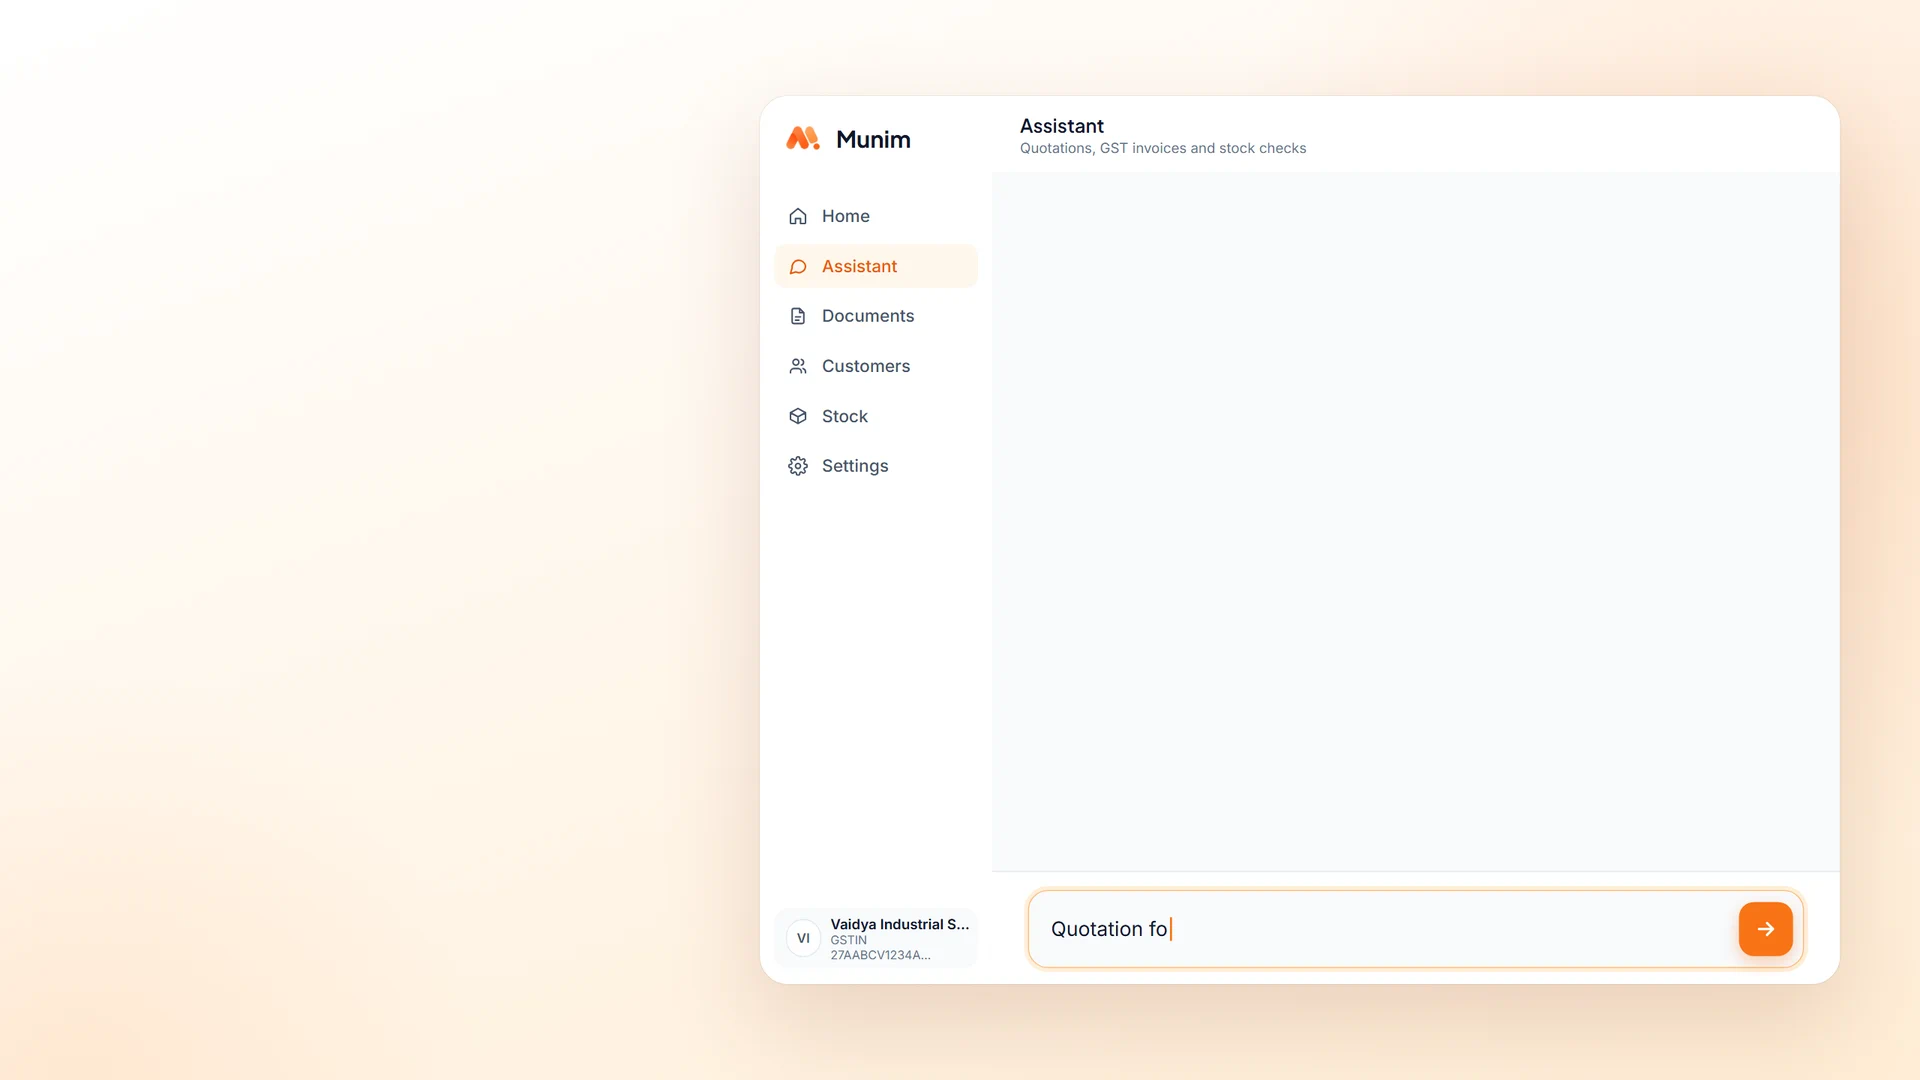 Munim
Home
Assistant
Documents
Customers
Stock
Settings
VI
Vaidya Industrial S...
GSTIN
27AABCV1234A...
Assistant
Quotations, GST invoices and stock checks
Quotation fo